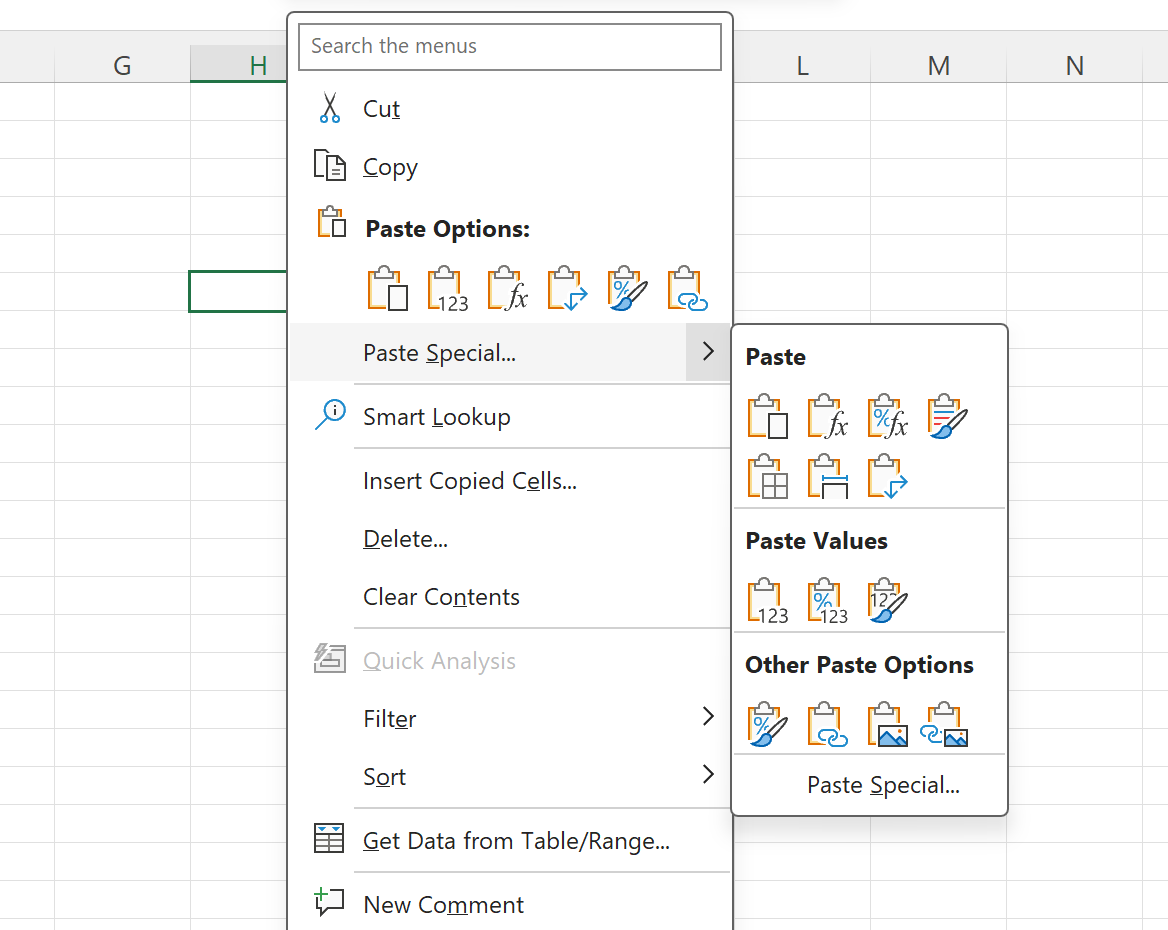 G H L M N
Search the menus
Cut
Copy
Paste Options:
123 fx %
Paste Special...
Smart Lookup
Insert Copied Cells...
Delete...
Clear Contents
Quick Analysis
Filter
Sort
Get Data from Table/Range...
New Comment
Paste
fx %fx
Paste Values
123 %123 123
Other Paste Options
%
Paste Special...